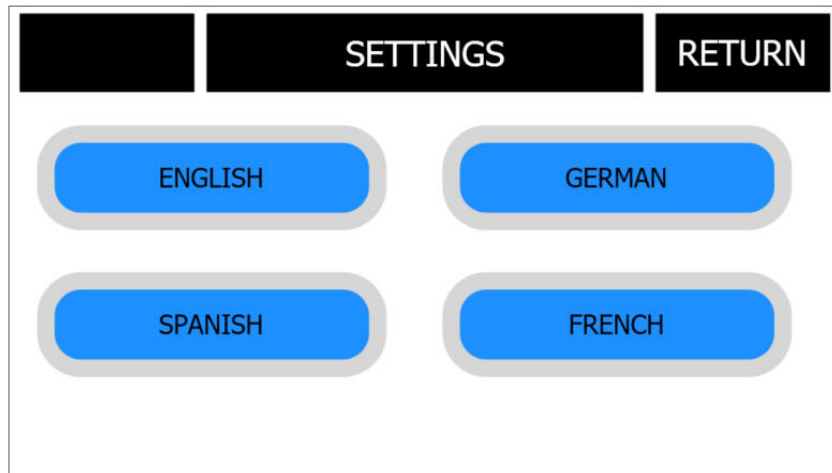 SETTINGS
RETURN
ENGLISH
GERMAN
SPANISH
FRENCH